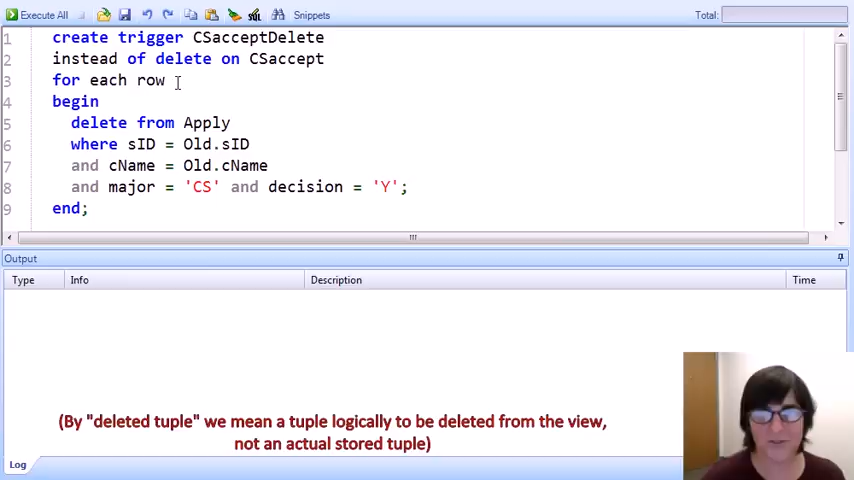 Execute All
SQL
Snippets
Total:
1 create trigger CSacceptDelete
2 instead of delete on CSaccept
3 for each row
4 begin
5 delete from Apply
6 where sID = Old.sID
7 and cName = Old.cName
8 and major = 'CS' and decision = 'Y';
9 end;
Output
Type Info Description Time
(By "deleted tuple" we mean a tuple logically to be deleted from the view,
not an actual stored tuple)
Log